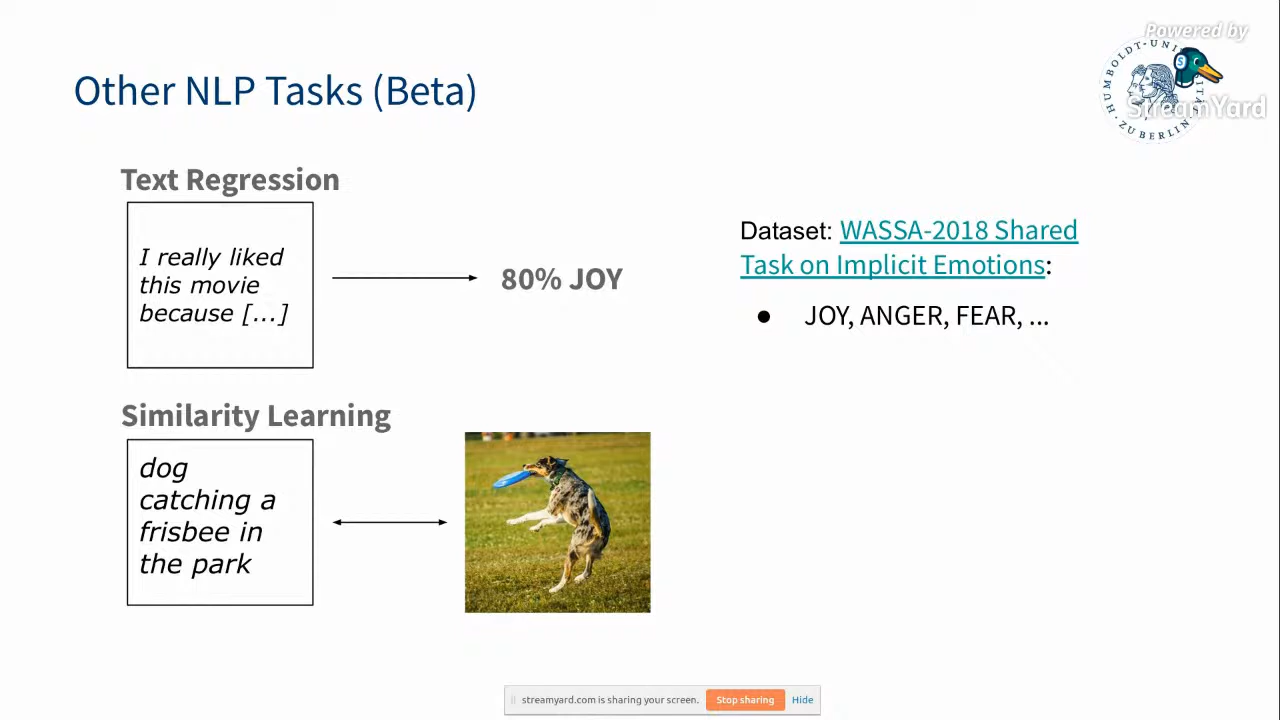 Powered by
StreamYard
HUMBOLDT-UNI
ITÄT
ZU BERLIN
Other NLP Tasks (Beta)
Text Regression
I really liked
this movie
because [...]
80% JOY
Dataset: WASSA-2018 Shared
Task on Implicit Emotions:
● JOY, ANGER, FEAR, ...
Similarity Learning
dog
catching a
frisbee in
the park
streamyard.com is sharing your screen. Stop sharing Hide